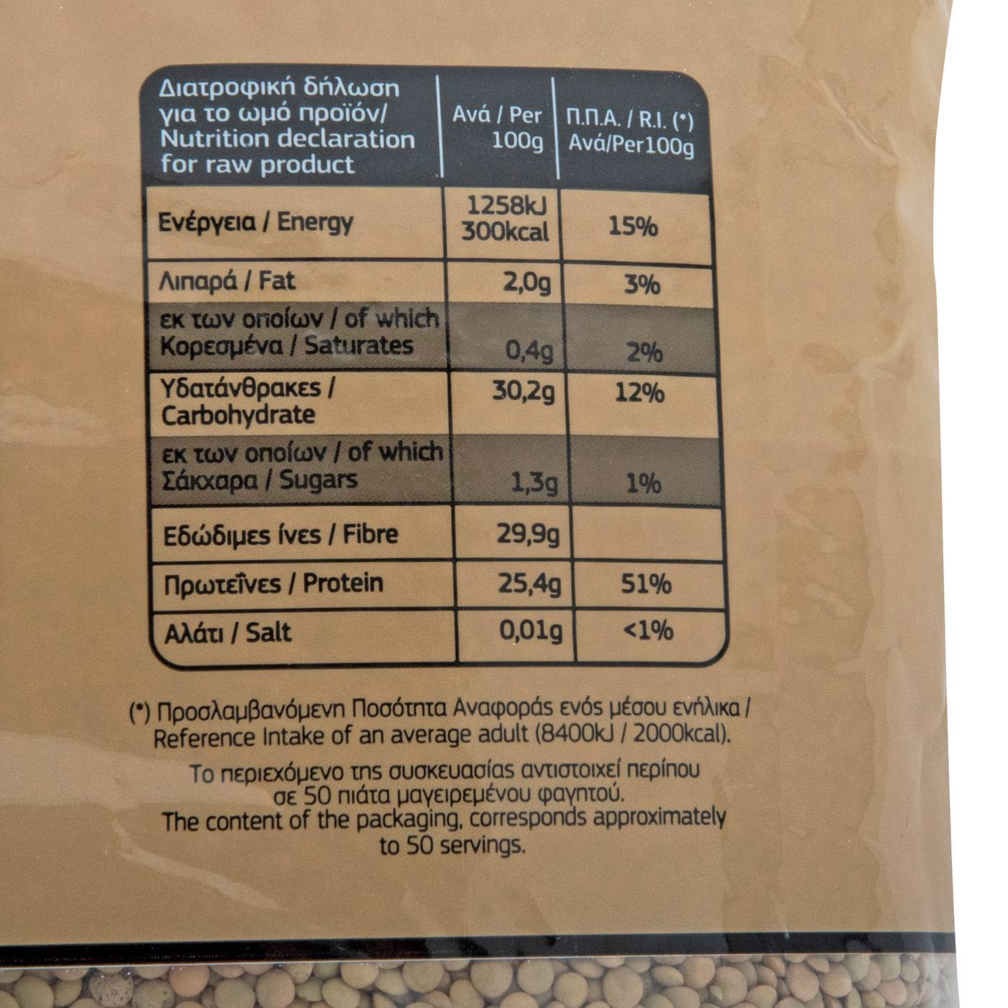 Διατροφική δήλωση
για το ωμό προϊόν/
Nutrition declaration
for raw product
Ανά / Per
100g
Π.Π.Α. / R.I. (*)
Ανά/Per100g
Ενέργεια / Energy
1258kJ
300kcal
15%
Λιπαρά / Fat
2,0g
3%
εκ των οποίων / of which
Κορεσμένα / Saturates
0,4g
2%
Υδατάνθρακες /
Carbohydrate
30,2g
12%
εκ των οποίων / of which
Σάκχαρα / Sugars
1,3g
1%
Εδώδιμες ίνες / Fibre
29,9g
Πρωτεΐνες / Protein
25,4g
51%
Αλάτι / Salt
0,01g
<1%
(*) Προσλαμβανόμενη Ποσότητα Αναφοράς ενός μέσου ενήλικα /
Reference Intake of an average adult (8400kJ / 2000kcal).
Το περιεχόμενο της συσκευασίας αντιστοιχεί περίπου
σε 50 πιάτα μαγειρεμένου φαγητού.
The content of the packaging, corresponds approximately
to 50 servings.